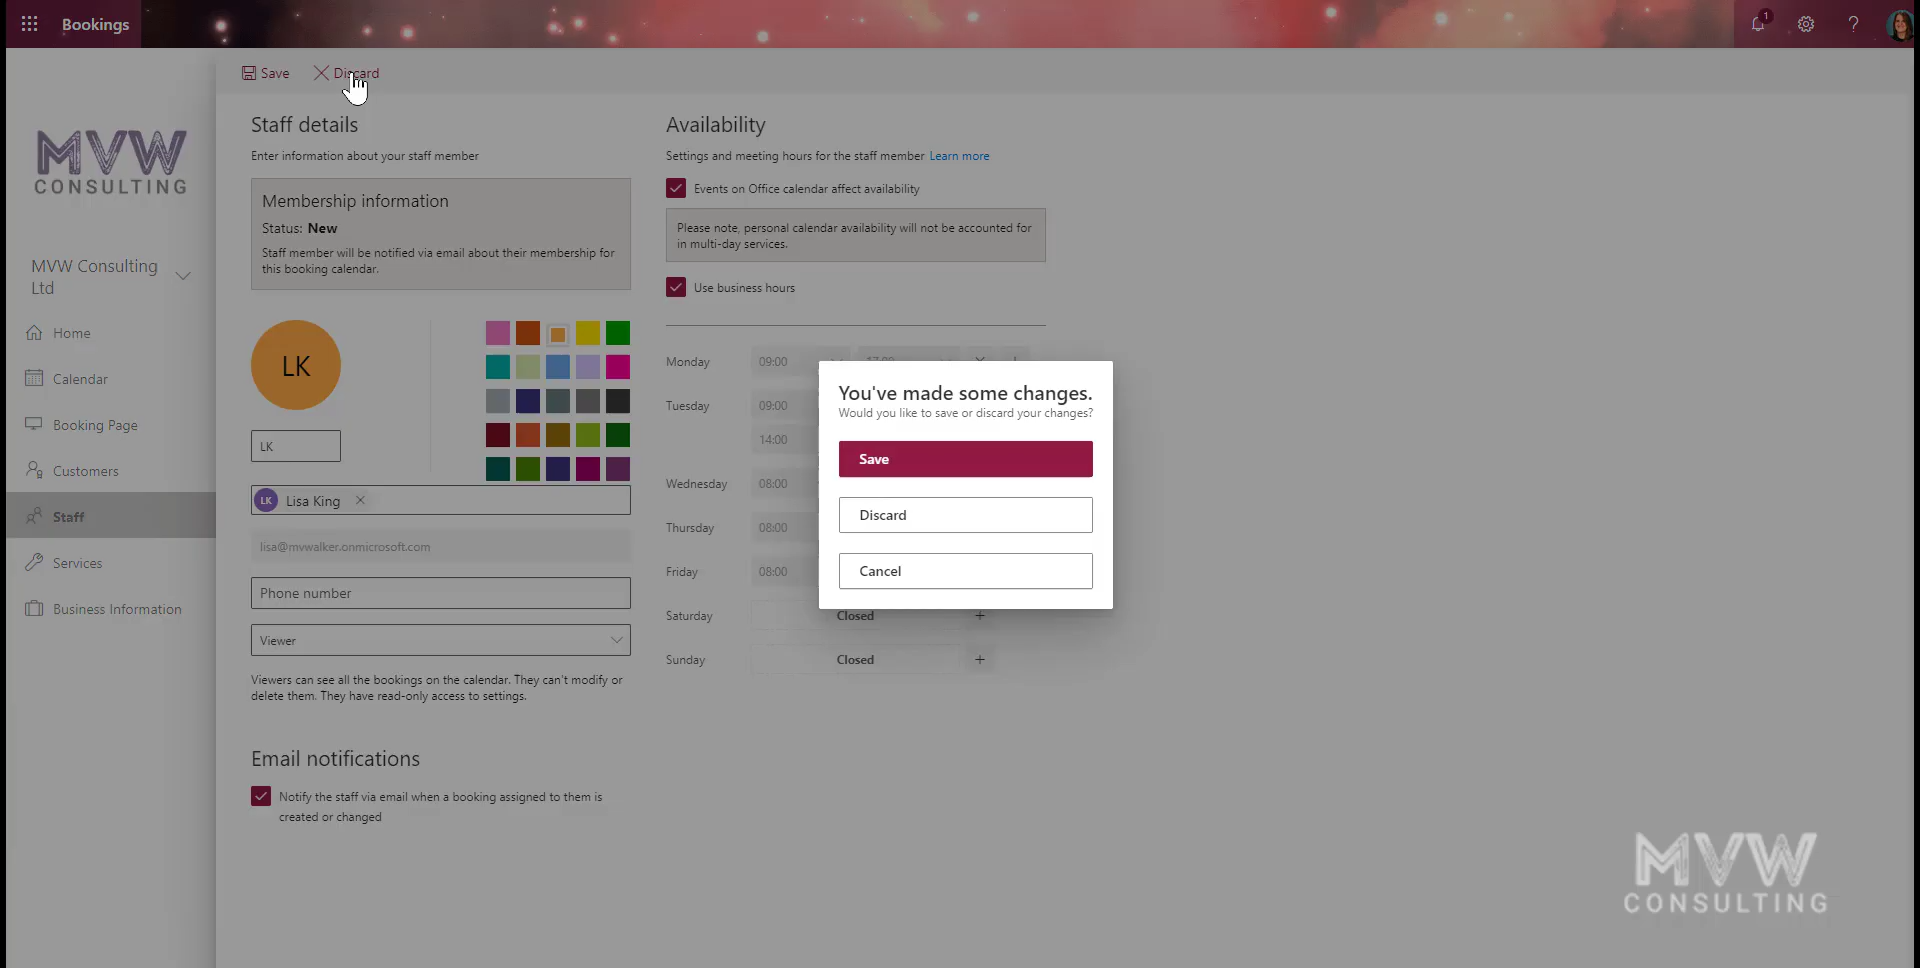 Bookings
1
?
Save
Discard
MVW
CONSULTING
MVW Consulting
Ltd
Home
Calendar
Booking Page
Customers
Staff
Services
Business Information
Staff details
Enter information about your staff member
Membership information
Status: New
Staff member will be notified via email about their membership for
this booking calendar.
LK
LK
LK Lisa King
lisa@mvwalker.onmicrosoft.com
Phone number
Viewer
Viewers can see all the bookings on the calendar. They can't modify or
delete them. They have read-only access to settings.
Email notifications
Notify the staff via email when a booking assigned to them is
created or changed
Availability
Settings and meeting hours for the staff member Learn more
Events on Office calendar affect availability
Please note, personal calendar availability will not be accounted for
in multi-day services.
Use business hours
Monday 09:00
Tuesday 09:00
14:00
Wednesday 08:00
Thursday 08:00
Friday 08:00
Saturday Closed +
Sunday Closed +
You've made some changes.
Would you like to save or discard your changes?
Save
Discard
Cancel
MVW
CONSULTING